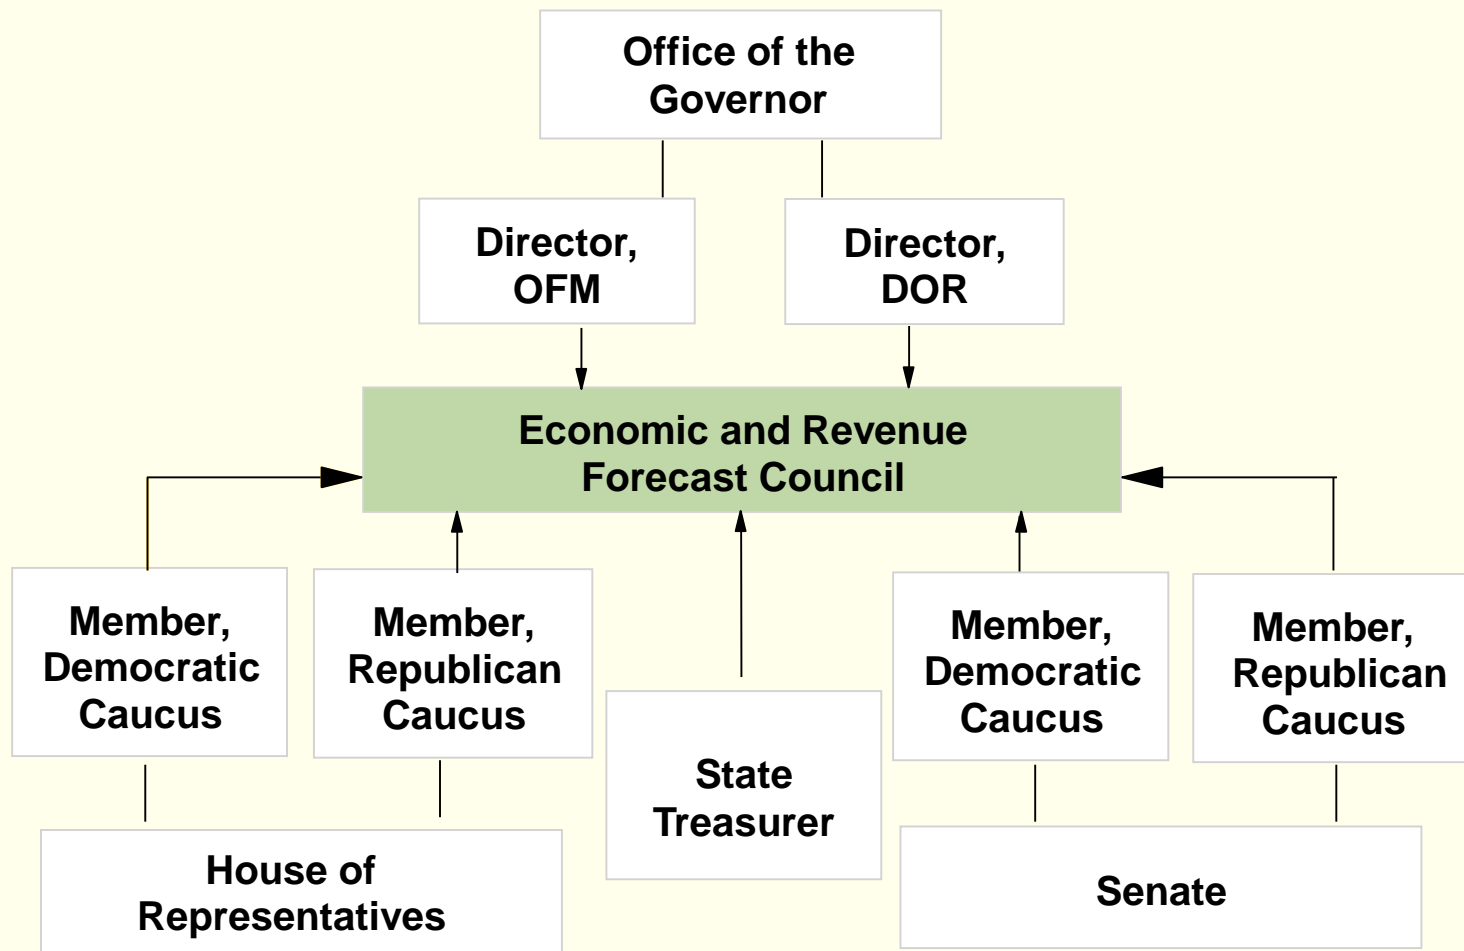 Office of the
Governor
Director,
OFM
Director,
DOR
Economic and Revenue
Forecast Council
Member,
Democratic
Caucus
Member,
Republican
Caucus
State
Treasurer
Member,
Democratic
Caucus
Member,
Republican
Caucus
House of
Representatives
Senate